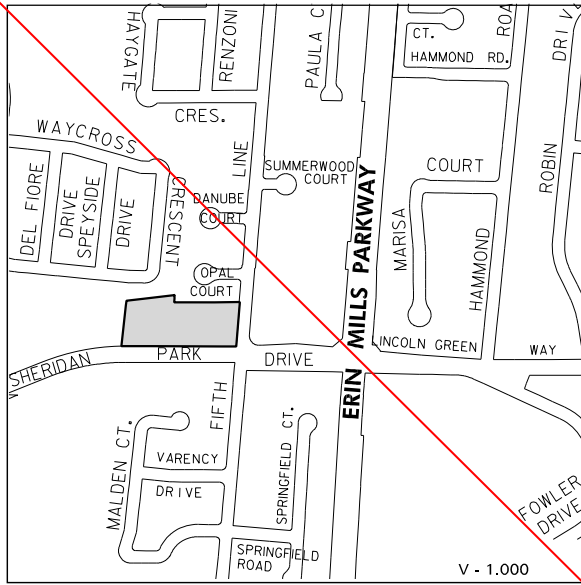 HAYGATE
RENZONI
CRES.
PAULA C
CT.
HAMMOND RD.
ROA
DRIV
WAYCROSS
CRESCENT
LINE
SUMMERWOOD
COURT
DANUBE
COURT
OPAL
COURT
DEL FIORE
DRIVE
SPEYSIDE
DRIVE
COURT
MARISA
HAMMOND
ROBIN
ERIN MILLS PARKWAY
INCOLN GREEN
WAY
SHERIDAN
PARK
DRIVE
FIFTH
MALDEN CT.
VARENCY
DRIVE
SPRINGFIELD CT.
SPRINGFIELD
ROAD
FOWLER
DRIVE
V - 1.000